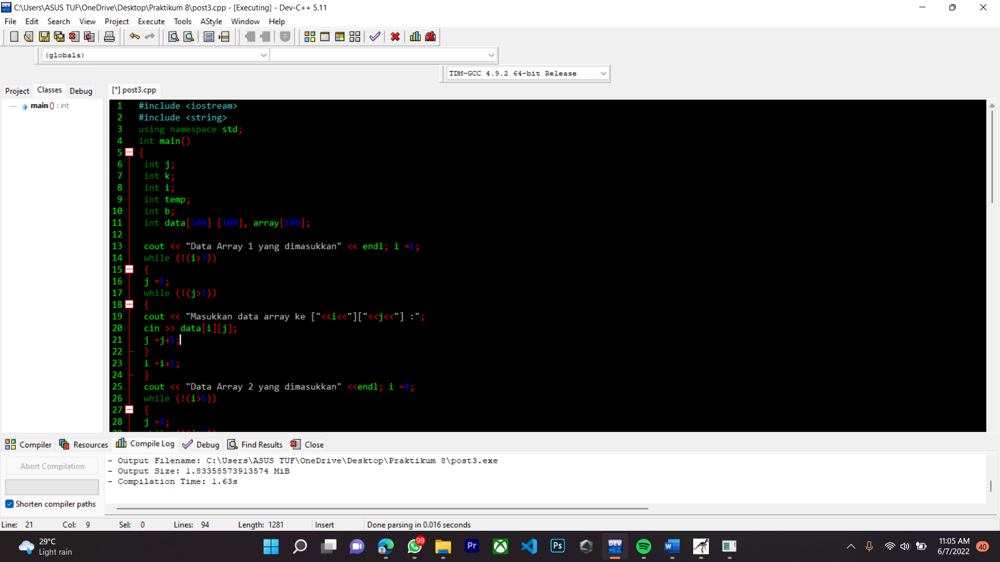 C:\Users\ASUS TUF\OneDrive\Desktop\Praktikum 8\post3.cpp - [Executing] - Dev-C++ 5.11
File Edit Search View Project Execute Tools AStyle Window Help
(globals)
TDM-GCC 4.9.2 64-bit Release
Project Classes Debug
[*] post3.cpp
main () : int
1 #include <iostream>
2 #include <string>
3 using namespace std;
4 int main()
5 {
6 int j;
7 int k;
8 int i;
9 int temp;
10 int b;
11 int data[100] [100], array[100];
12
13 cout << "Data Array 1 yang dimasukkan" << endl; i =1;
14 while (!(i>3))
15 {
16 j =1;
17 while (!(j>3))
18 {
19 cout << "Masukkan data array ke ["<<i<<"]["<<j<<"] :";
20 cin >> data[i][j];
21 j =j+1;
22 }
23 i =i+1;
24 }
25 cout << "Data Array 2 yang dimasukkan" <<endl; i =4;
26 while (!(i>6))
27 {
28 j =4;
Compiler Resources Compile Log Debug Find Results Close
Abort Compilation
Shorten compiler paths
- Output Filename: C:\Users\ASUS TUF\OneDrive\Desktop\Praktikum 8\post3.exe
- Output Size: 1.83358573913574 MiB
- Compilation Time: 1.63s
Line: 21 Col: 9 Sel: 0 Lines: 94 Length: 1281 Insert Done parsing in 0.016 seconds
29°C
Light rain
99
Pr
Ps
DEV
C++
W
11:05 AM
6/7/2022
40